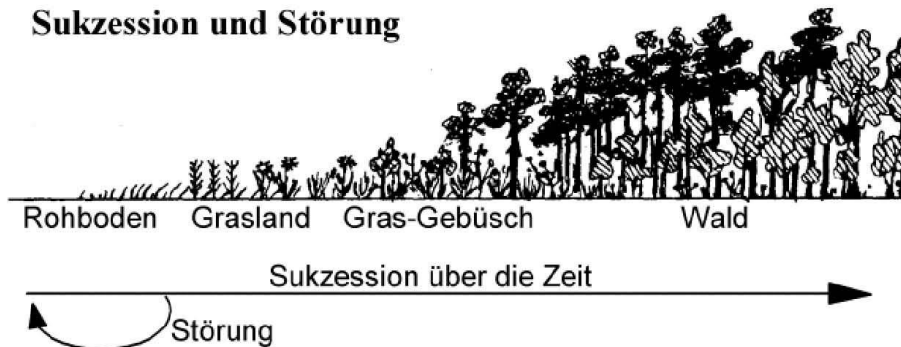 Sukzession und Störung
Rohboden Grasland Gras-Gebüsch Wald
Sukzession über die Zeit
Störung